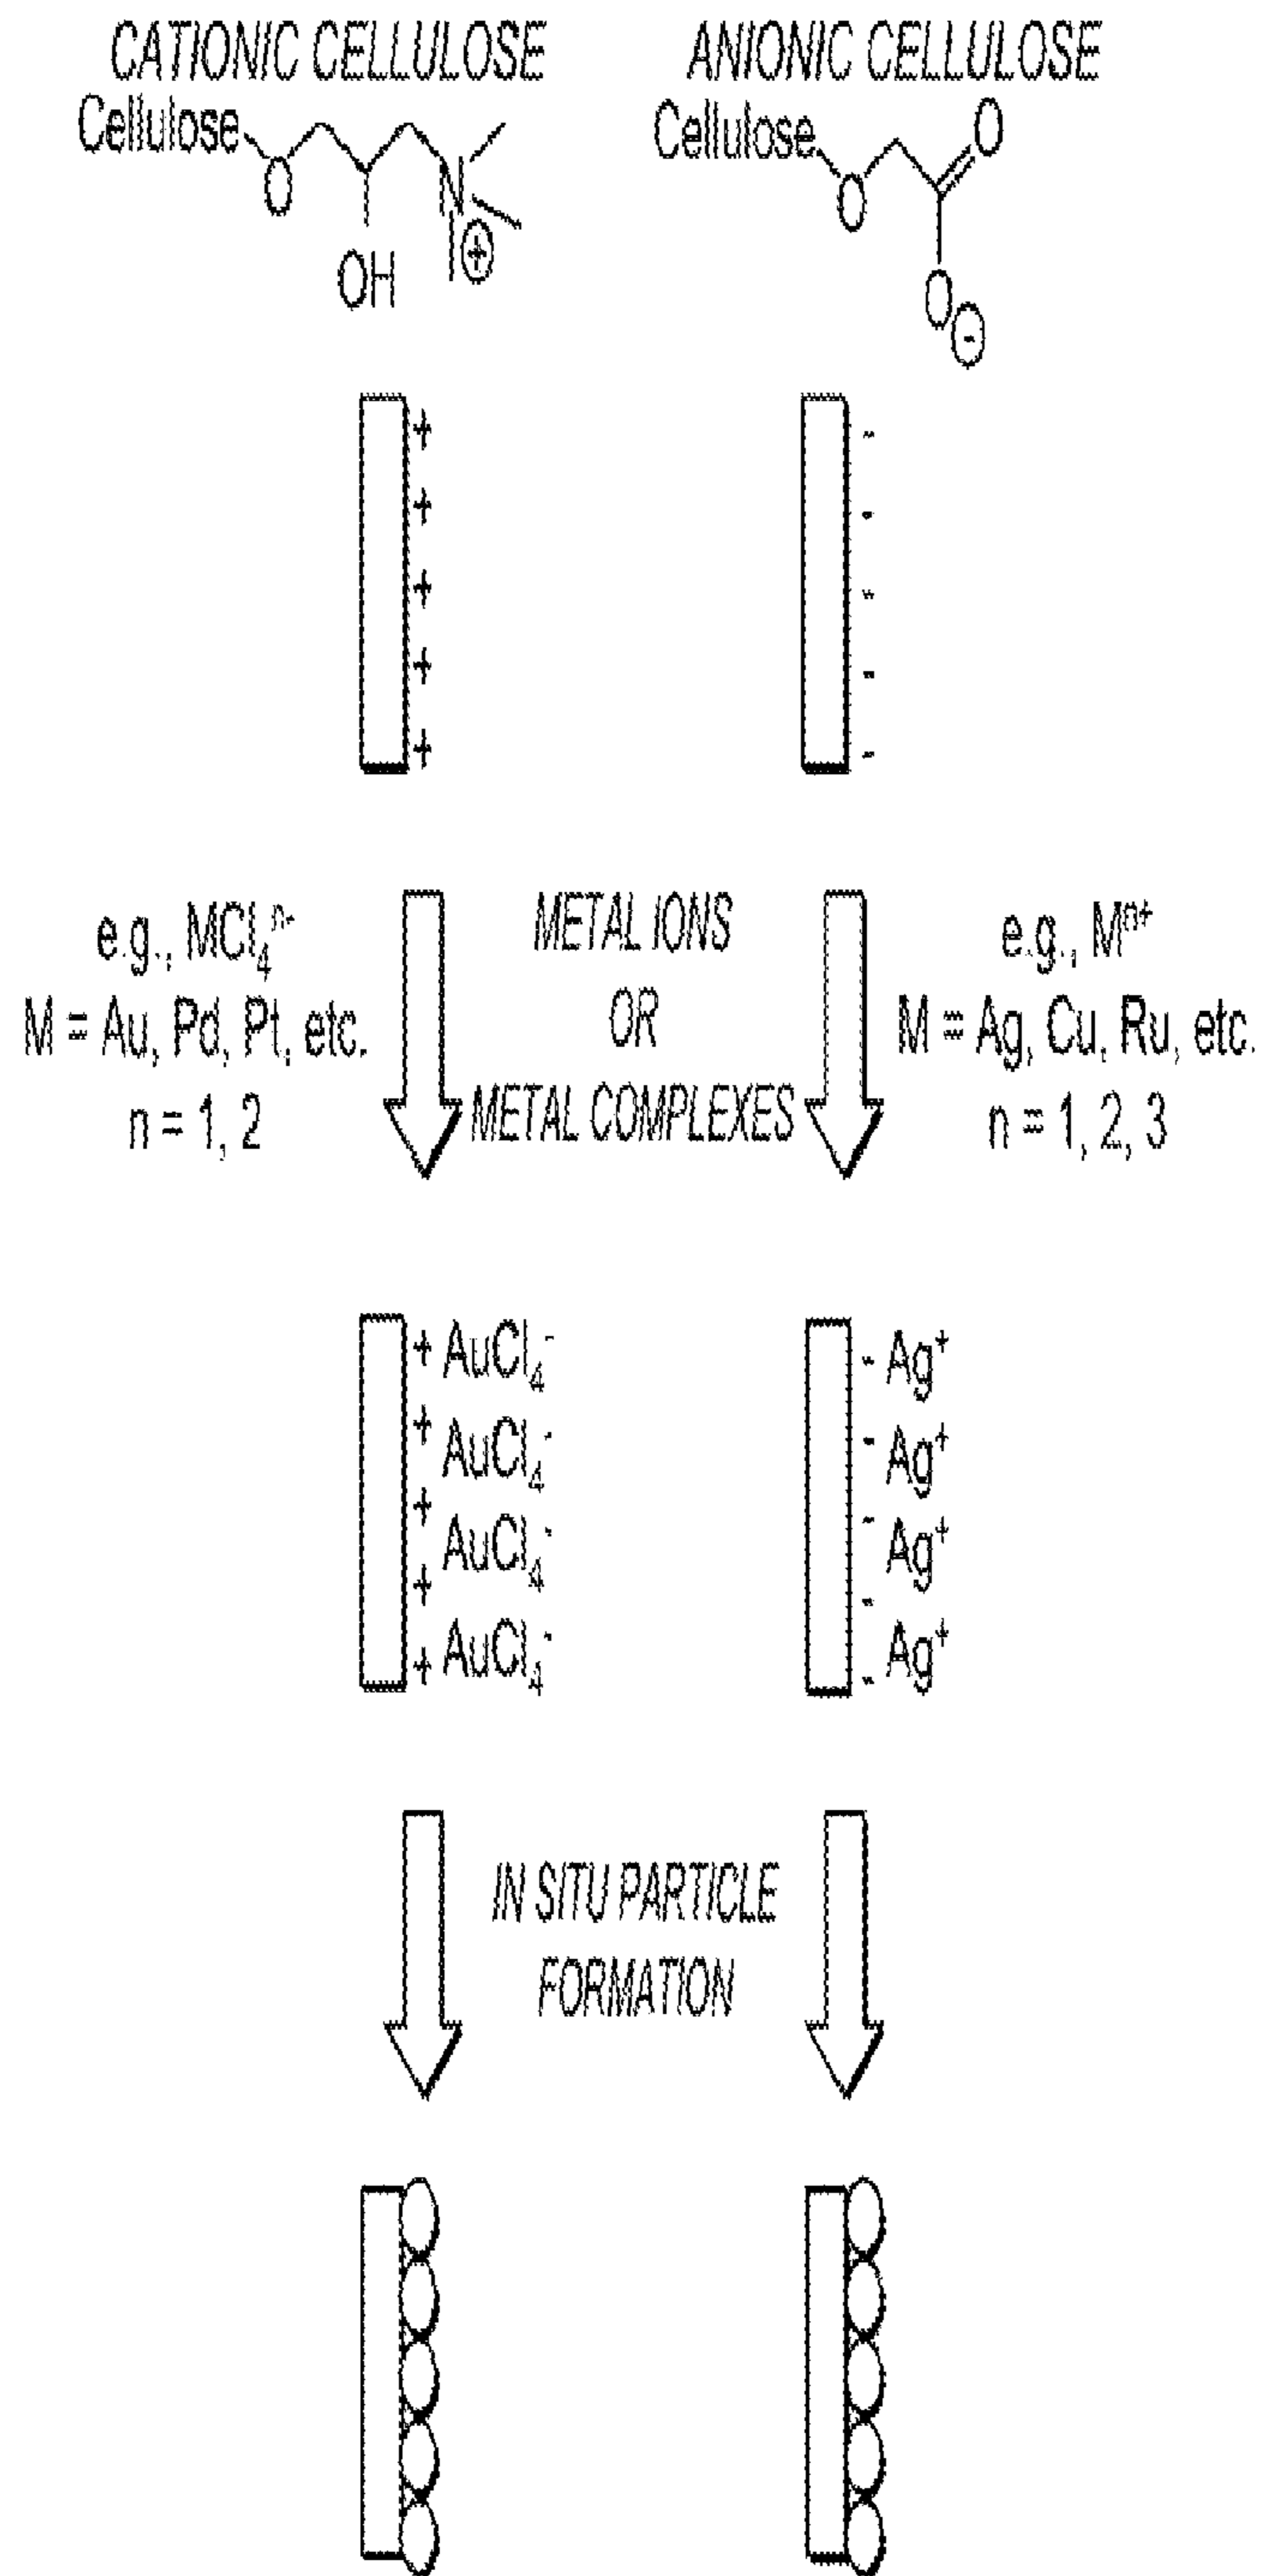 CATIONIC CELLULOSE
Cellulose
O
OH
N
+
+
+
+
+
+
ANIONIC CELLULOSE
Cellulose
O
O
O
-
-
-
-
-
-
e.g., MCl₄ⁿ⁻
M = Au, Pd, Pt, etc.
n = 1, 2
METAL IONS
OR
METAL COMPLEXES
e.g., Mⁿ⁺
M = Ag, Cu, Ru, etc.
n = 1, 2, 3
+ AuCl₄⁻
+ AuCl₄⁻
+ AuCl₄⁻
+
+ AuCl₄⁻
- Ag⁺
- Ag⁺
- Ag⁺
-
- Ag⁺
IN SITU PARTICLE
FORMATION